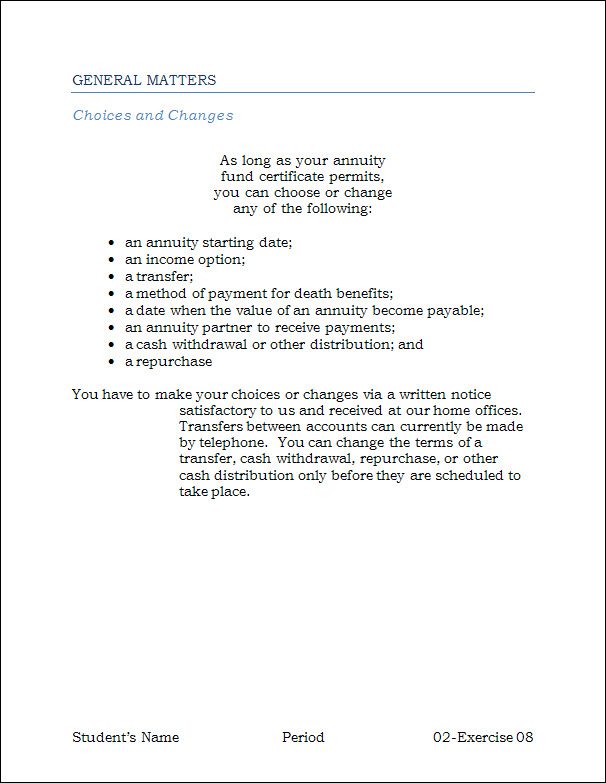 GENERAL MATTERS
Choices and Changes
As long as your annuity
fund certificate permits,
you can choose or change
any of the following:
• an annuity starting date;
• an income option;
• a transfer;
• a method of payment for death benefits;
• a date when the value of an annuity become payable;
• an annuity partner to receive payments;
• a cash withdrawal or other distribution; and
• a repurchase
You have to make your choices or changes via a written notice
satisfactory to us and received at our home offices.
Transfers between accounts can currently be made
by telephone.  You can change the terms of a
transfer, cash withdrawal, repurchase, or other
cash distribution only before they are scheduled to
take place.
Student’s Name Period 02-Exercise 08